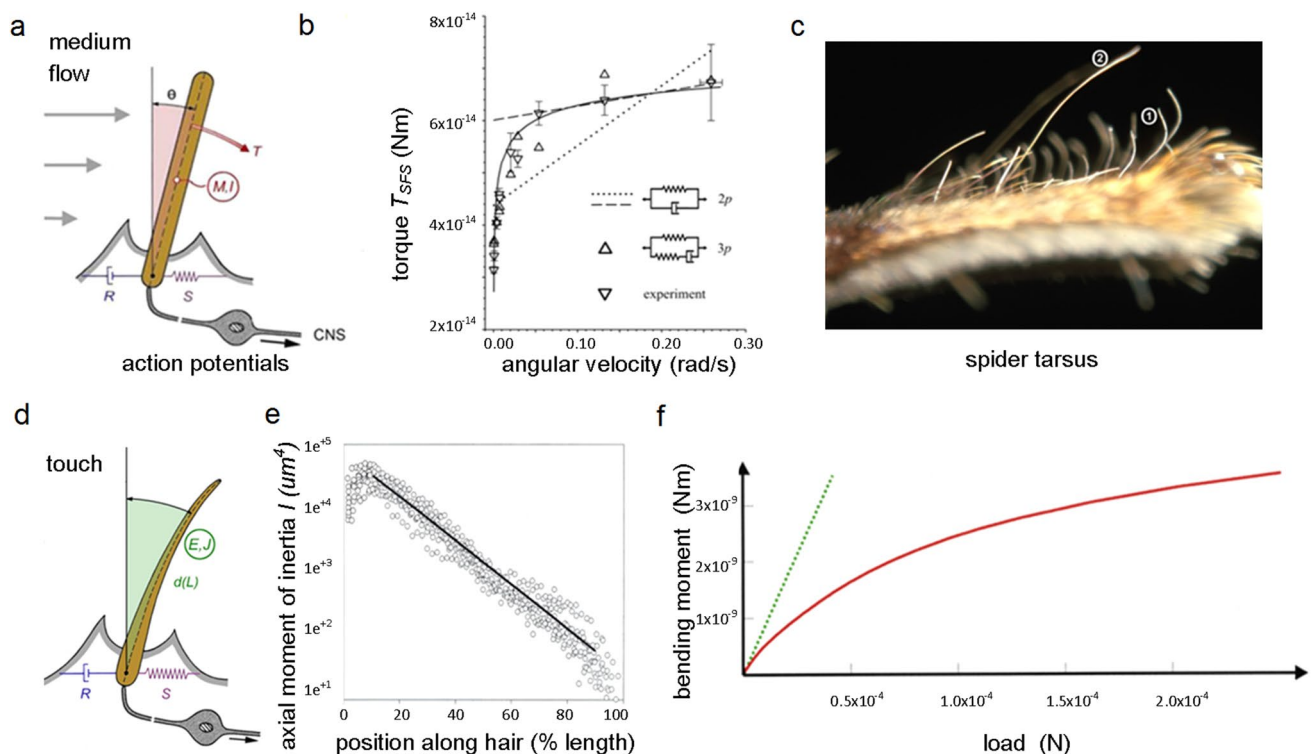 a
medium
flow
θ
T
M,I
R
S
CNS
action potentials
b
torque T_SFS (Nm)
8x10⁻¹⁴
6x10⁻¹⁴
4x10⁻¹⁴
2x10⁻¹⁴
2p
3p
experiment
0.00
0.10
0.20
0.30
angular velocity (rad/s)
c
2
1
spider tarsus
d
touch
E,J
d(L)
R
S
e
axial moment of inertia I (um⁴)
1e⁺⁵
1e⁺⁴
1e⁺³
1e⁺²
1e⁺¹
0
20
40
60
80
100
position along hair (% length)
f
bending moment (Nm)
3x10⁻⁹
2x10⁻⁹
1x10⁻⁹
0.5x10⁻⁴
1.0x10⁻⁴
1.5x10⁻⁴
2.0x10⁻⁴
load (N)